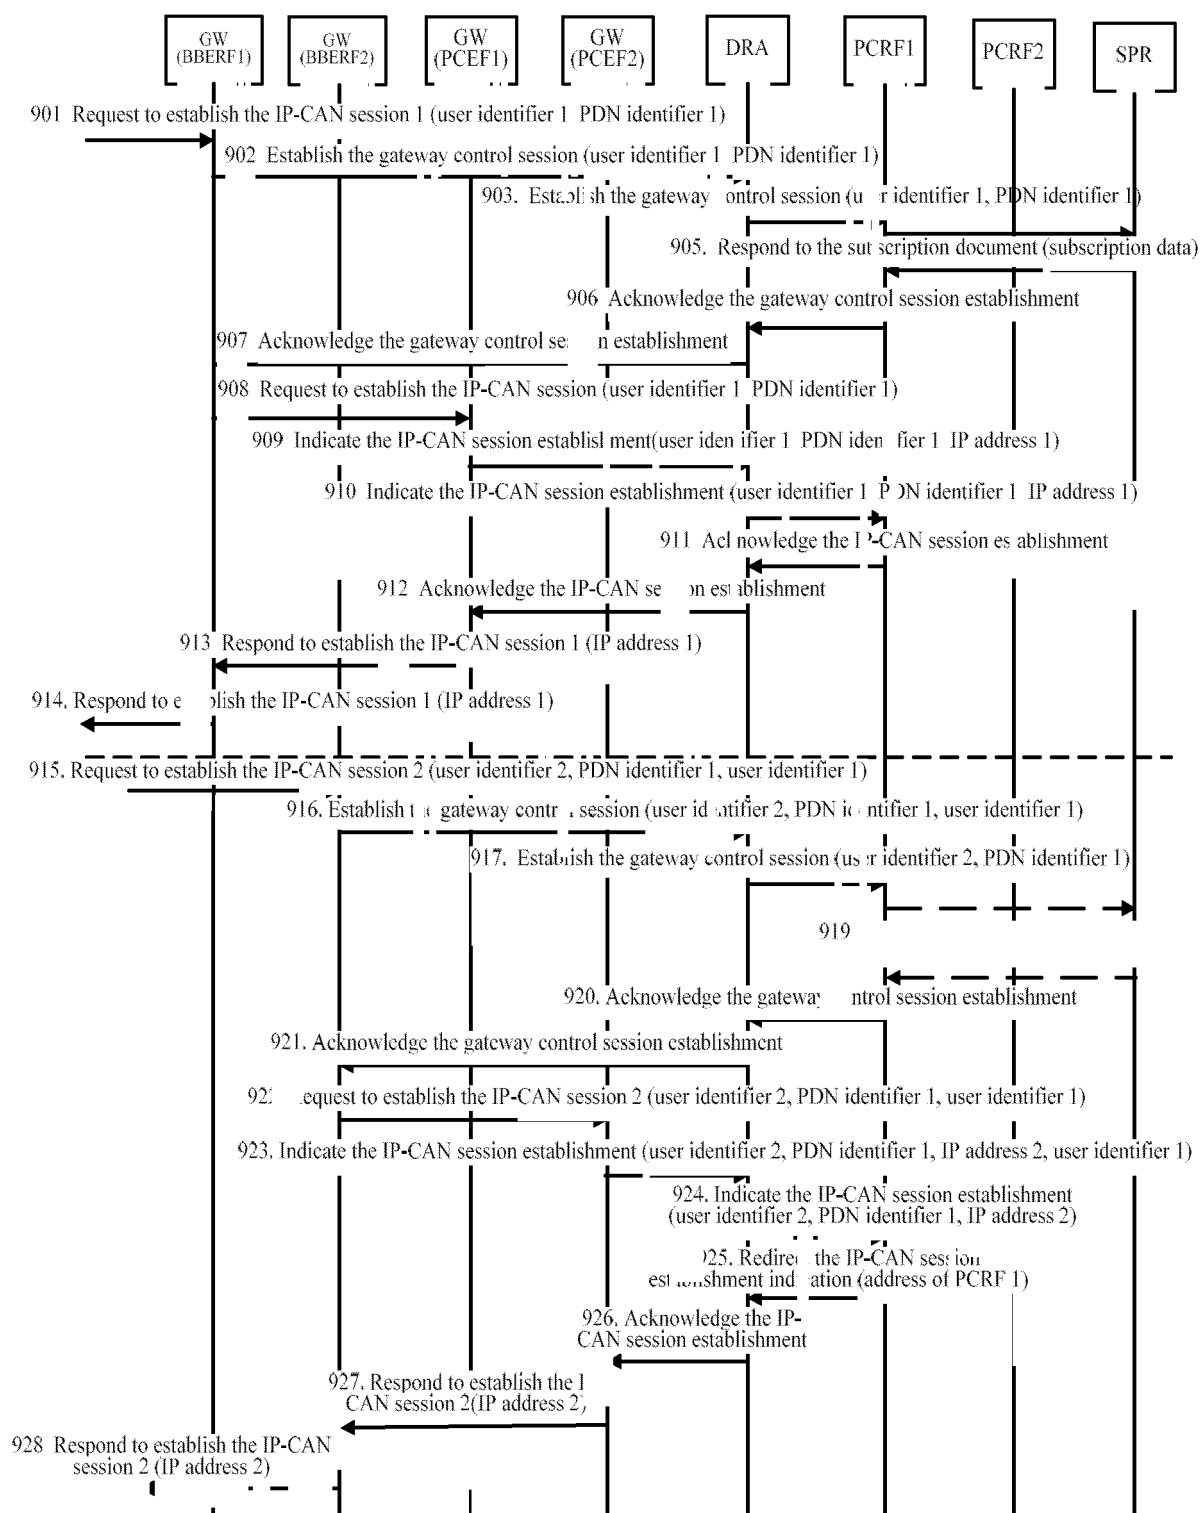 GW
(BBERF1)
GW
(BBERF2)
GW
(PCEF1)
GW
(PCEF2)
DRA
PCRF1
PCRF2
SPR
901 Request to establish the IP-CAN session 1 (user identifier 1 PDN identifier 1)
902 Establish the gateway control session (user identifier 1 PDN identifier 1)
903. Establish the gateway control session (user identifier 1, PDN identifier 1)
905. Respond to the subscription document (subscription data)
906 Acknowledge the gateway control session establishment
907 Acknowledge the gateway control session establishment
908 Request to establish the IP-CAN session (user identifier 1 PDN identifier 1)
909 Indicate the IP-CAN session establishment(user identifier 1 PDN identifier 1 IP address 1)
910 Indicate the IP-CAN session establishment (user identifier 1 PDN identifier 1 IP address 1)
911 Acknowledge the IP-CAN session establishment
912 Acknowledge the IP-CAN session establishment
913 Respond to establish the IP-CAN session 1 (IP address 1)
914. Respond to establish the IP-CAN session 1 (IP address 1)
915. Request to establish the IP-CAN session 2 (user identifier 2, PDN identifier 1, user identifier 1)
916. Establish the gateway control session (user identifier 2, PDN identifier 1, user identifier 1)
917. Establish the gateway control session (user identifier 2, PDN identifier 1)
919
920. Acknowledge the gateway control session establishment
921. Acknowledge the gateway control session establishment
request to establish the IP-CAN session 2 (user identifier 2, PDN identifier 1, user identifier 1)
923. Indicate the IP-CAN session establishment (user identifier 2, PDN identifier 1, IP address 2, user identifier 1)
924. Indicate the IP-CAN session establishment
(user identifier 2, PDN identifier 1, IP address 2)
925. Redirect the IP-CAN session
establishment indication (address of PCRF 1)
926. Acknowledge the IP-
CAN session establishment
927. Respond to establish the
CAN session 2(IP address 2)
928 Respond to establish the IP-CAN
session 2 (IP address 2)